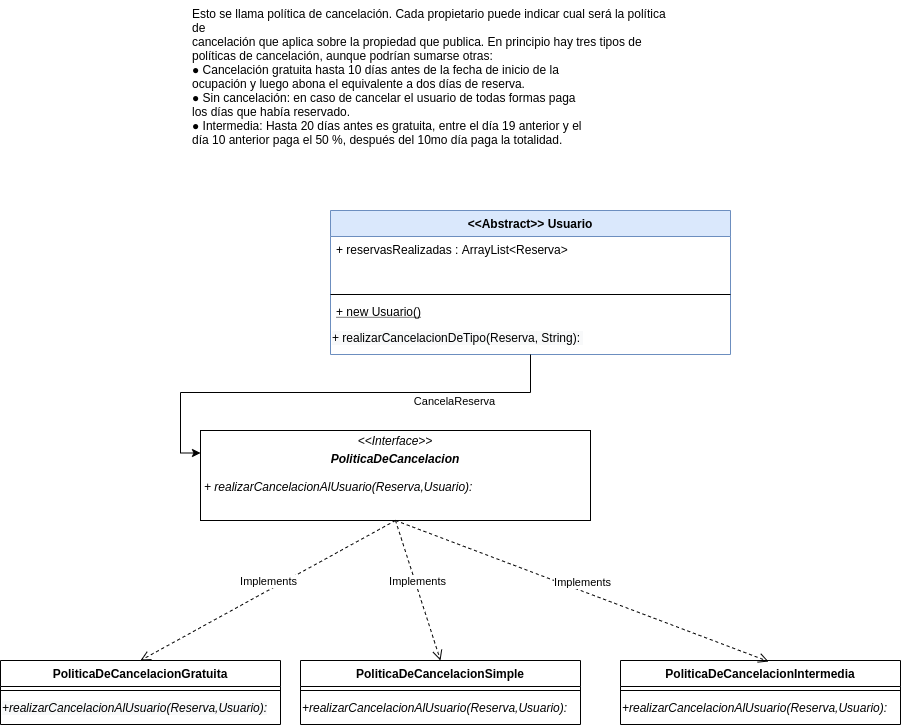 Esto se llama política de cancelación. Cada propietario puede indicar cual será la política
de
cancelación que aplica sobre la propiedad que publica. En principio hay tres tipos de
políticas de cancelación, aunque podrían sumarse otras:
● Cancelación gratuita hasta 10 días antes de la fecha de inicio de la
ocupación y luego abona el equivalente a dos días de reserva.
● Sin cancelación: en caso de cancelar el usuario de todas formas paga
los días que había reservado.
● Intermedia: Hasta 20 días antes es gratuita, entre el día 19 anterior y el
día 10 anterior paga el 50 %, después del 10mo día paga la totalidad.
<<Abstract>> Usuario
+ reservasRealizadas : ArrayList<Reserva>
+ new Usuario()
+ realizarCancelacionDeTipo(Reserva, String):
CancelaReserva
<<Interface>>
PoliticaDeCancelacion
+ realizarCancelacionAlUsuario(Reserva,Usuario):
Implements
Implements
Implements
PoliticaDeCancelacionGratuita
+realizarCancelacionAlUsuario(Reserva,Usuario):
PoliticaDeCancelacionSimple
+realizarCancelacionAlUsuario(Reserva,Usuario):
PoliticaDeCancelacionIntermedia
+realizarCancelacionAlUsuario(Reserva,Usuario):